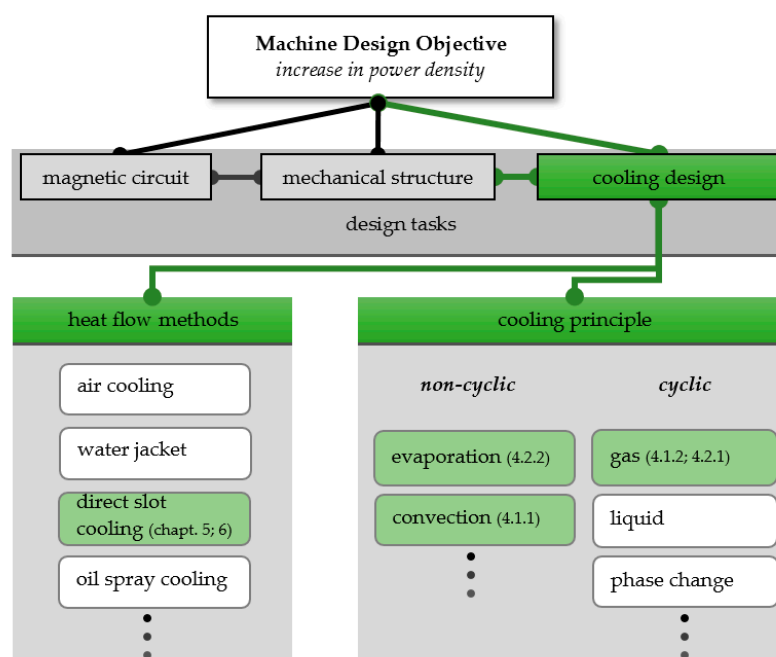 Machine Design Objective
increase in power density
magnetic circuit
mechanical structure
cooling design
design tasks
heat flow methods
air cooling
water jacket
direct slot
cooling (chapt. 5; 6)
oil spray cooling
cooling principle
non-cyclic
cyclic
evaporation (4.2.2)
gas (4.1.2; 4.2.1)
convection (4.1.1)
liquid
phase change